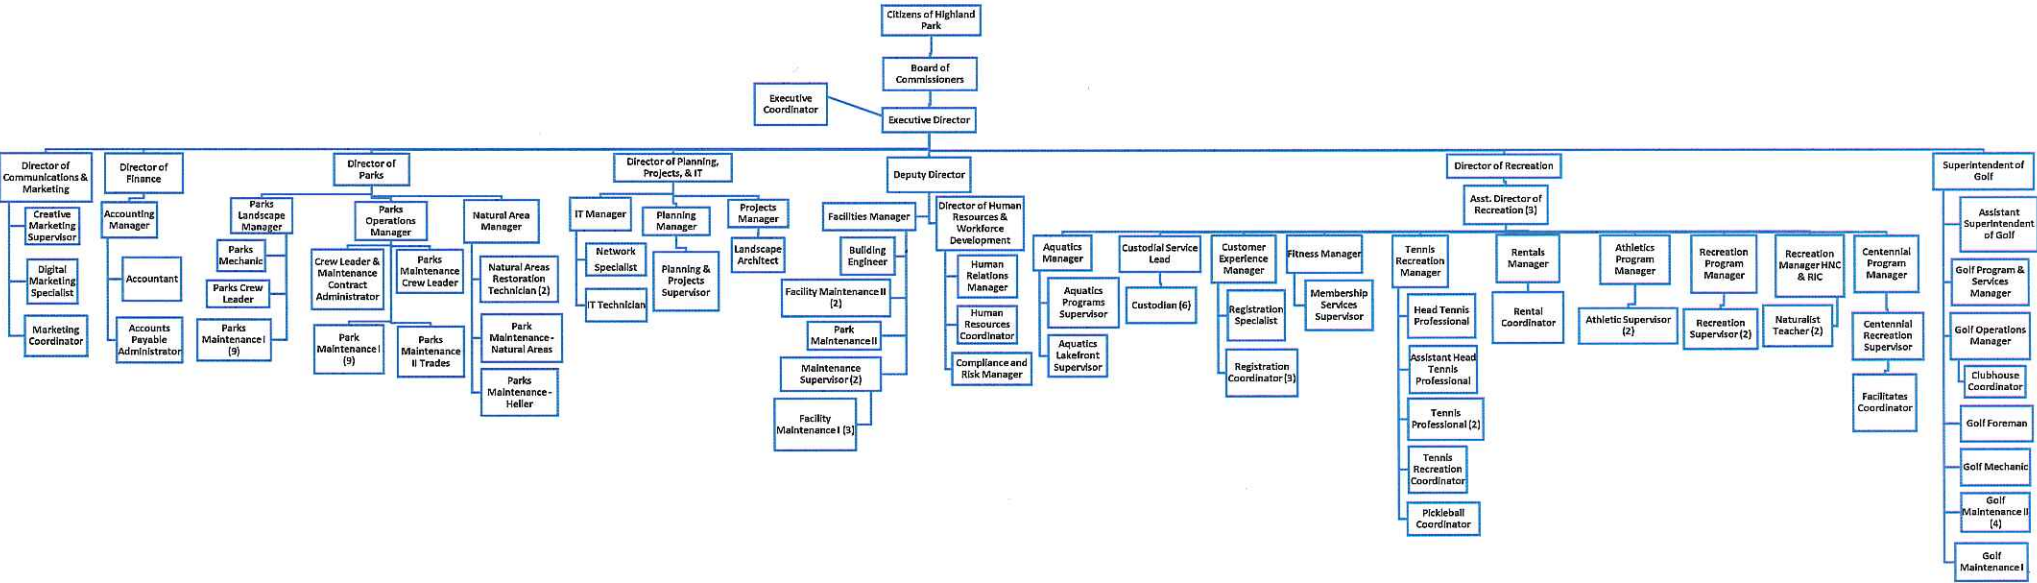 Citizens of Highland
Park
Board of
Commissioners
Executive
Coordinator
Executive Director
Director of
Communications &
Marketing
Creative
Marketing
Supervisor
Digital
Marketing
Specialist
Marketing
Coordinator
Director of
Finance
Accounting
Manager
Accountant
Accounts
Payable
Administrator
Director of
Parks
Parks
Landscape
Manager
Parks
Mechanic
Parks Crew
Leader
Parks
Maintenance I
(9)
Parks
Operations
Manager
Crew Leader &
Maintenance
Contract
Administrator
Parks
Maintenance
Crew Leader
Park
Maintenance I
(9)
Parks
Maintenance
II Trades
Natural Area
Manager
Natural Areas
Restoration
Technician (2)
Park
Maintenance-
Natural Areas
Parks
Maintenance-
Heller
Director of Planning,
Projects, & IT
IT Manager
Network
Specialist
IT Technician
Planning
Manager
Planning &
Projects
Supervisor
Projects
Manager
Landscape
Architect
Deputy Director
Facilities Manager
Building
Engineer
Facility Maintenance II
(2)
Park
Maintenance II
Maintenance
Supervisor (2)
Facility
Maintenance I (3)
Director of Human
Resources &
Workforce
Development
Human
Relations
Manager
Human
Resources
Coordinator
Compliance and
Risk Manager
Director of Recreation
Asst. Director of
Recreation (3)
Aquatics
Manager
Aquatics
Programs
Supervisor
Aquatics
Lakefront
Supervisor
Custodial Service
Lead
Custodian (6)
Customer
Experience
Manager
Registration
Specialist
Registration
Coordinator (3)
Fitness Manager
Membership
Services
Supervisor
Tennis
Recreation
Manager
Head Tennis
Professional
Assistant Head
Tennis
Professional
Tennis
Professional (2)
Tennis
Recreation
Coordinator
Pickleball
Coordinator
Rentals
Manager
Rental
Coordinator
Athletics
Program
Manager
Athletic Supervisor
(2)
Recreation
Program
Manager
Recreation
Supervisor (2)
Recreation
Manager HNC
& RIC
Naturalist
Teacher (2)
Centennial
Program
Manager
Centennial
Recreation
Supervisor
Facilitates
Coordinator
Superintendent of
Golf
Assistant
Superintendent
of Golf
Golf Program &
Services
Manager
Golf Operations
Manager
Clubhouse
Coordinator
Golf Foreman
Golf Mechanic
Golf
Maintenance II
(4)
Golf
Maintenance I